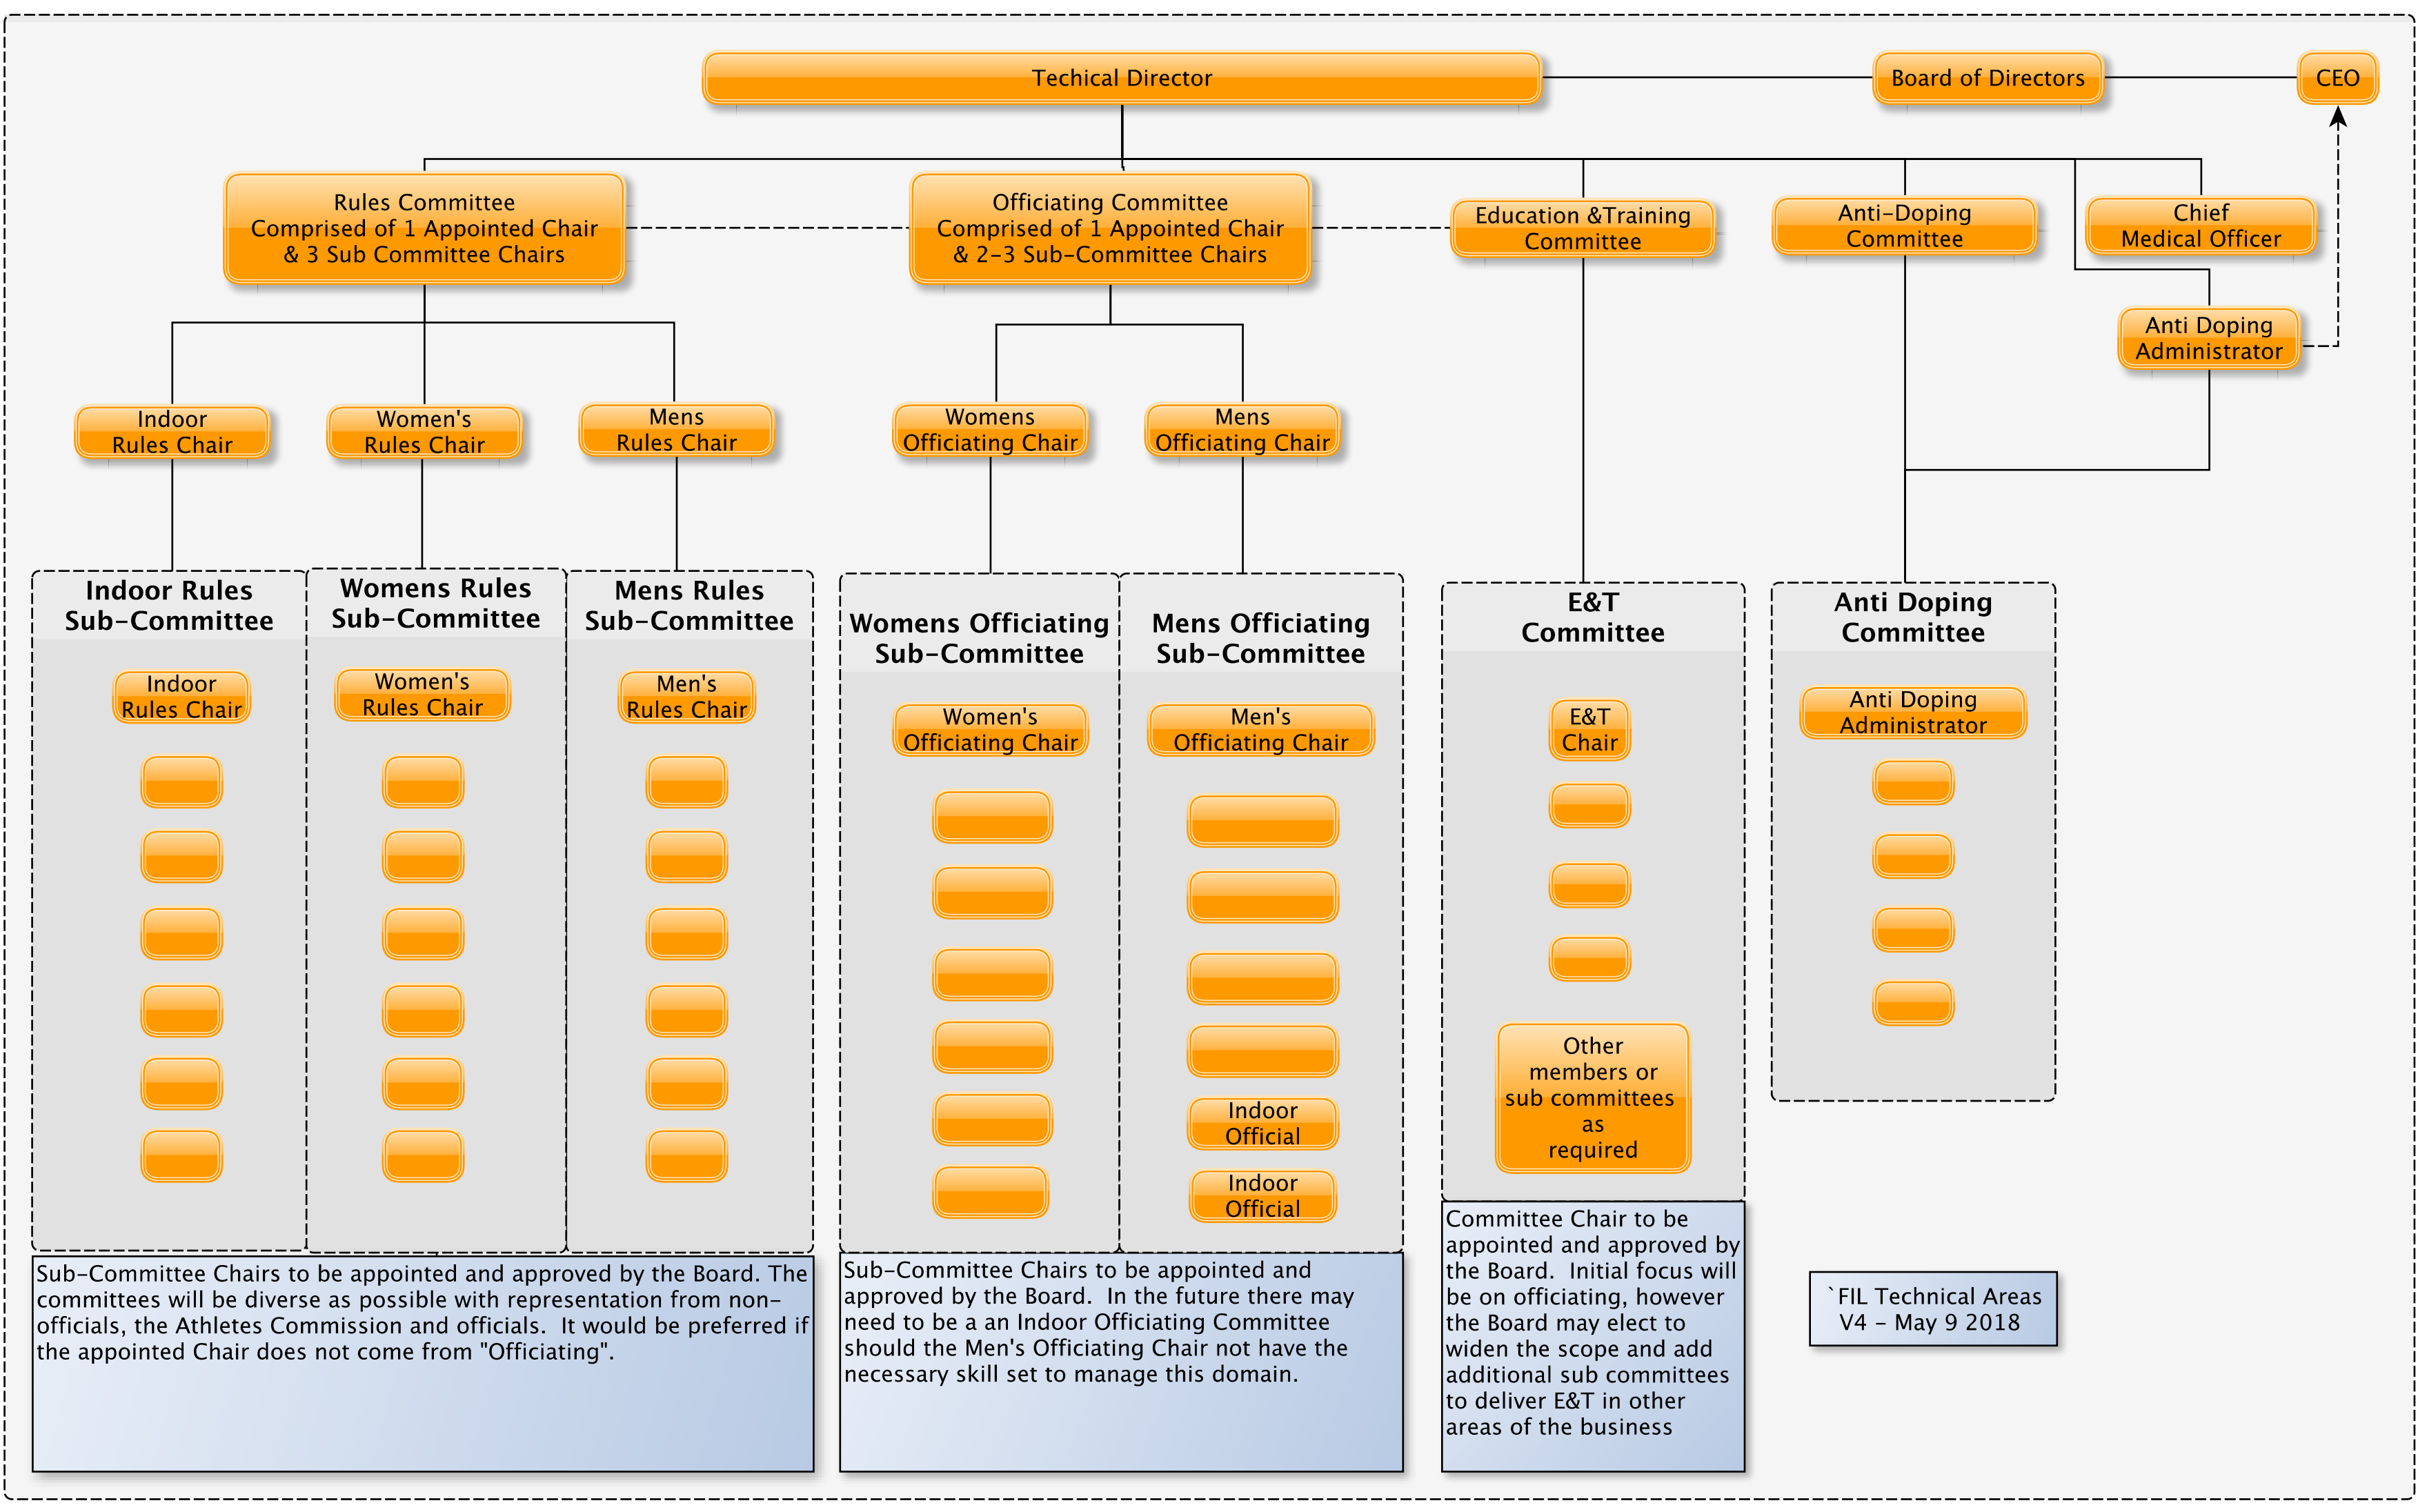 Techical Director
Board of Directors
CEO
Rules Committee
Comprised of 1 Appointed Chair
& 3 Sub Committee Chairs
Officiating Committee
Comprised of 1 Appointed Chair
& 2-3 Sub-Committee Chairs
Education &Training
Committee
Anti-Doping
Committee
Chief
Medical Officer
Anti Doping
Administrator
Indoor
Rules Chair
Women's
Rules Chair
Mens
Rules Chair
Womens
Officiating Chair
Mens
Officiating Chair
Indoor Rules
Sub-Committee
Womens Rules
Sub-Committee
Mens Rules
Sub-Committee
Womens Officiating
Sub-Committee
Mens Officiating
Sub-Committee
E&T
Committee
Anti Doping
Committee
Indoor
Rules Chair
Women's
Rules Chair
Men's
Rules Chair
Women's
Officiating Chair
Men's
Officiating Chair
E&T
Chair
Anti Doping
Administrator
Indoor
Official
Indoor
Official
Other
members or
sub committees
as
required
Sub-Committee Chairs to be appointed and approved by the Board. The
committees will be diverse as possible with representation from non-
officials, the Athletes Commission and officials.  It would be preferred if
the appointed Chair does not come from "Officiating".
Sub-Committee Chairs to be appointed and
approved by the Board.  In the future there may
need to be a an Indoor Officiating Committee
should the Men's Officiating Chair not have the
necessary skill set to manage this domain.
Committee Chair to be
appointed and approved by
the Board.  Initial focus will
be on officiating, however
the Board may elect to
widen the scope and add
additional sub committees
to deliver E&T in other
areas of the business
`FIL Technical Areas
V4 - May 9 2018